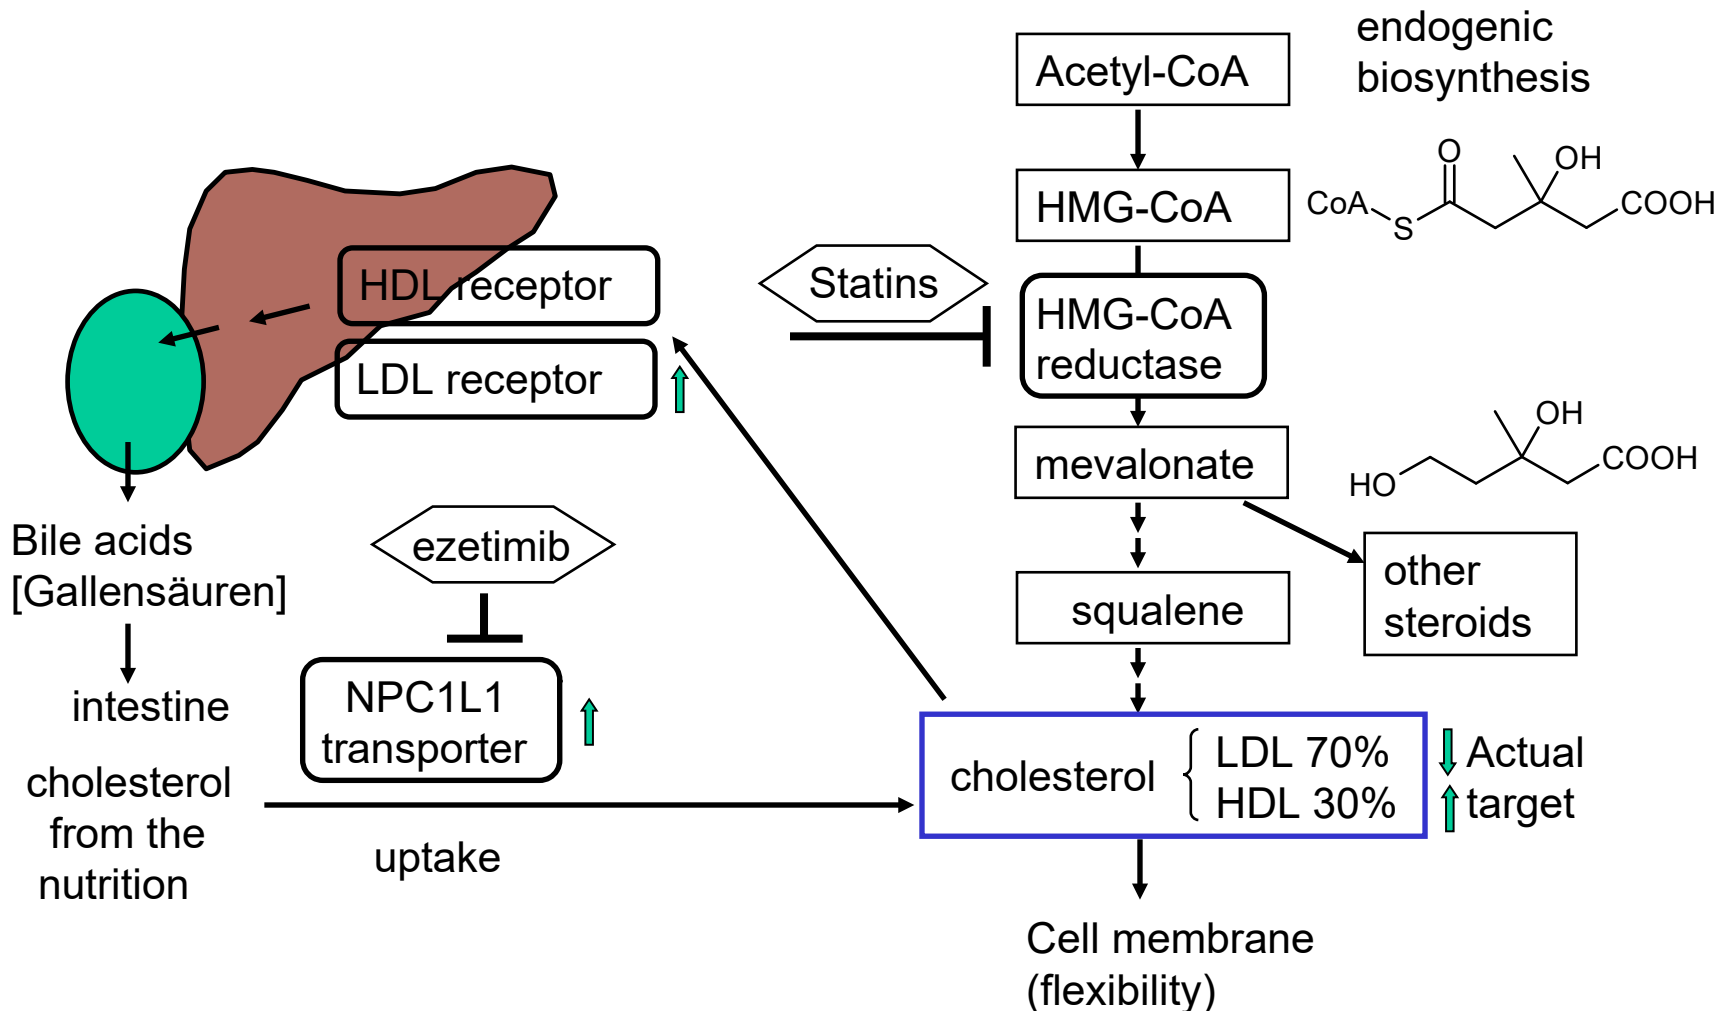 endogenic
biosynthesis
Acetyl-CoA
HMG-CoA
O
OH
CoA
S
COOH
HDL receptor
LDL receptor
Statins
HMG-CoA
reductase
mevalonate
OH
HO
COOH
Bile acids
[Gallensäuren]
ezetimib
other
steroids
squalene
intestine
NPC1L1
transporter
cholesterol
from the
nutrition
uptake
cholesterol
LDL 70%
HDL 30%
Actual
target
Cell membrane
(flexibility)